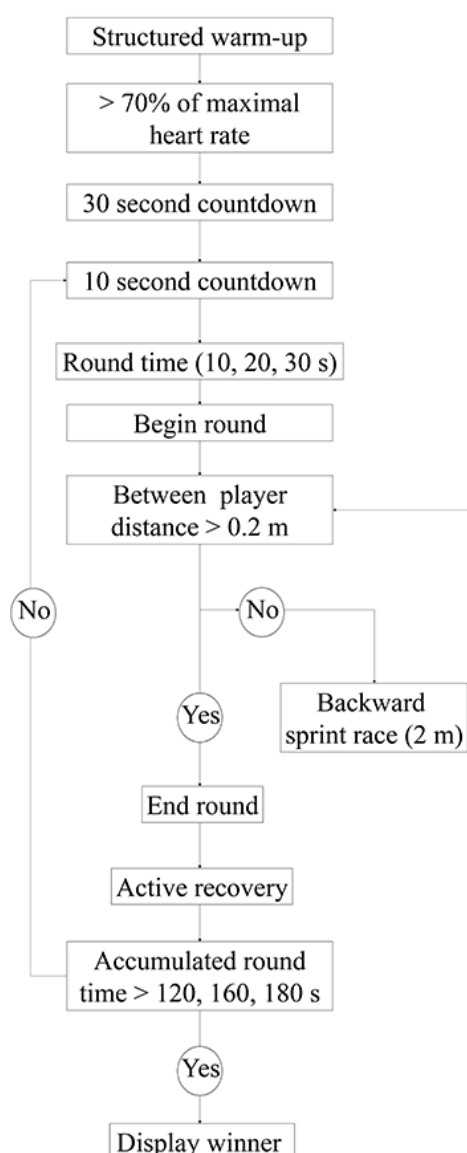 Structured warm-up
> 70% of maximal
heart rate
30 second countdown
10 second countdown
Round time (10, 20, 30 s)
Begin round
Between player
distance > 0.2 m
No
No
Backward
sprint race (2 m)
Yes
End round
Active recovery
Accumulated round
time > 120, 160, 180 s
Yes
Display winner